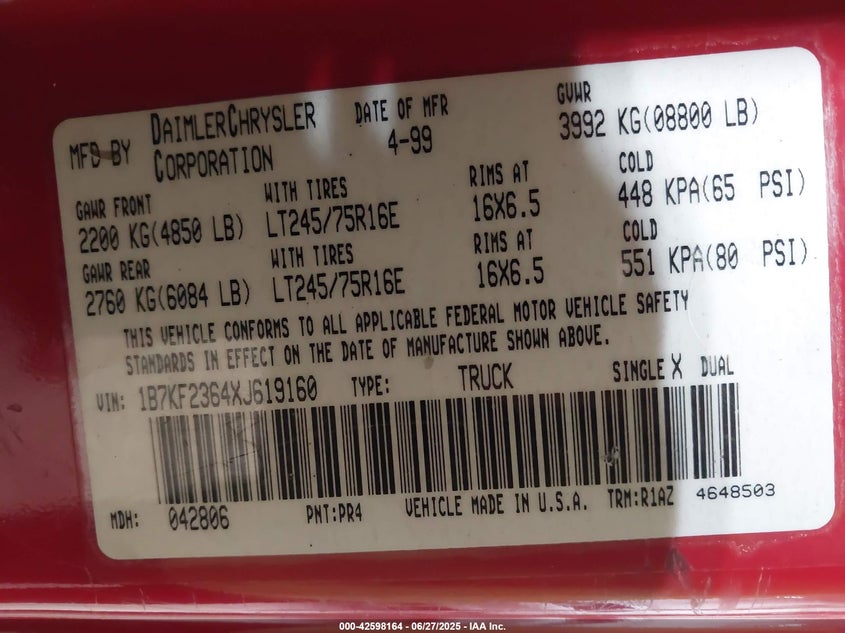 MFD BY DAIMLERCHRYSLER CORPORATION DATE OF MFR 4-99 GVWR 3992 KG(08800 LB)
GAWR FRONT WITH TIRES RIMS AT COLD
2200 KG(4850 LB) LT245/75R16E 16X6.5 448 KPA(65 PSI)
GAWR REAR WITH TIRES RIMS AT COLD
2760 KG(6084 LB) LT245/75R16E 16X6.5 551 KPA(80 PSI)
THIS VEHICLE CONFORMS TO ALL APPLICABLE FEDERAL MOTOR VEHICLE SAFETY
STANDARDS IN EFFECT ON THE DATE OF MANUFACTURE SHOWN ABOVE.
VIN: 1B7KF2364XJ619160 TYPE: TRUCK SINGLE X DUAL
MDH: 042806 PNT:PR4 VEHICLE MADE IN U.S.A. TRM:R1AZ 4648503
000-42598164 - 06/27/2025 - IAA Inc.